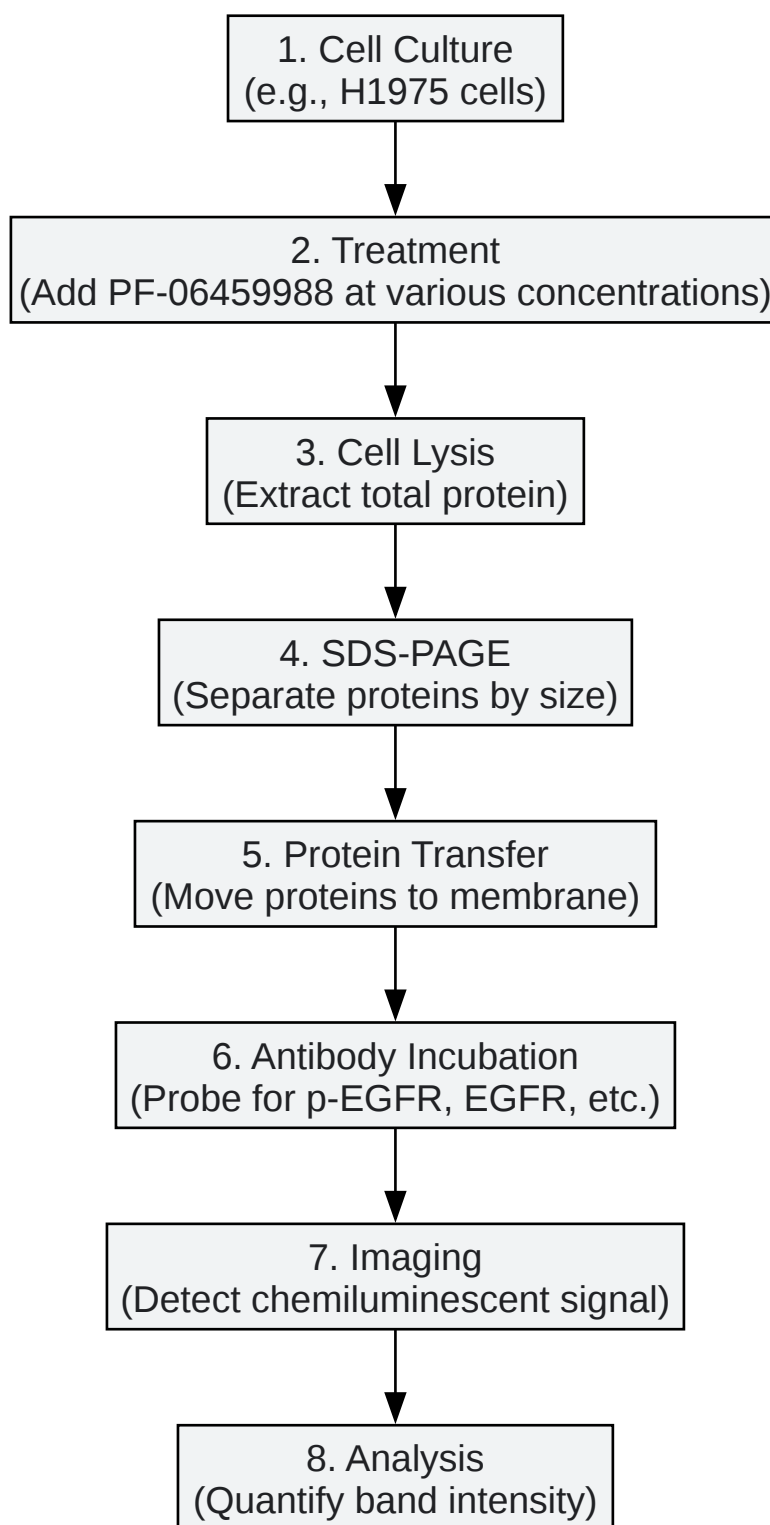 1. Cell Culture
(e.g., H1975 cells)
2. Treatment
(Add PF-06459988 at various concentrations)
3. Cell Lysis
(Extract total protein)
4. SDS-PAGE
(Separate proteins by size)
5. Protein Transfer
(Move proteins to membrane)
6. Antibody Incubation
(Probe for p-EGFR, EGFR, etc.)
7. Imaging
(Detect chemiluminescent signal)
8. Analysis
(Quantify band intensity)